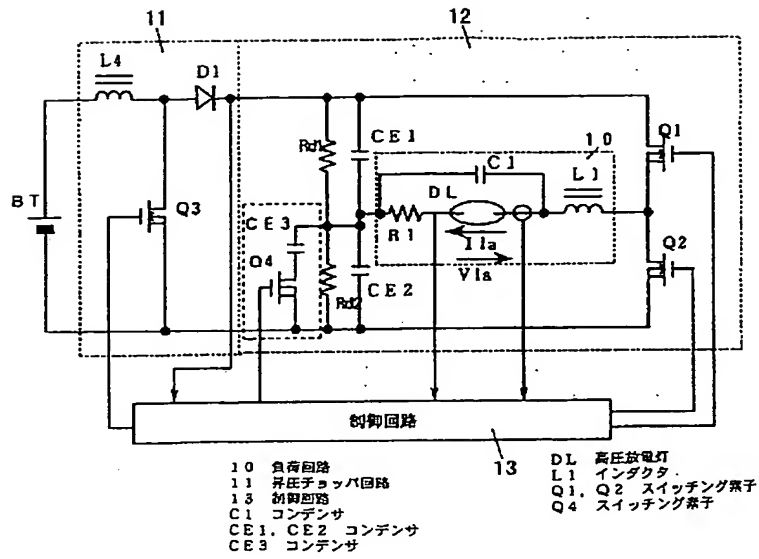 11
12
L4
D1
BT
Q3
Rd1
CE1
10
C1
DL
L1
Q1
CE3
R1
I1a
V1a
Q4
Rd2
CE2
Q2
制御回路
13
10 負荷回路
11 昇圧チョッパ回路
13 制御回路
C1 コンデンサ
CE1, CE2 コンデンサ
CE3 コンデンサ
DL 高圧放電灯
L1 インダクタ
Q1, Q2 スイッチング素子
Q4 スイッチング素子